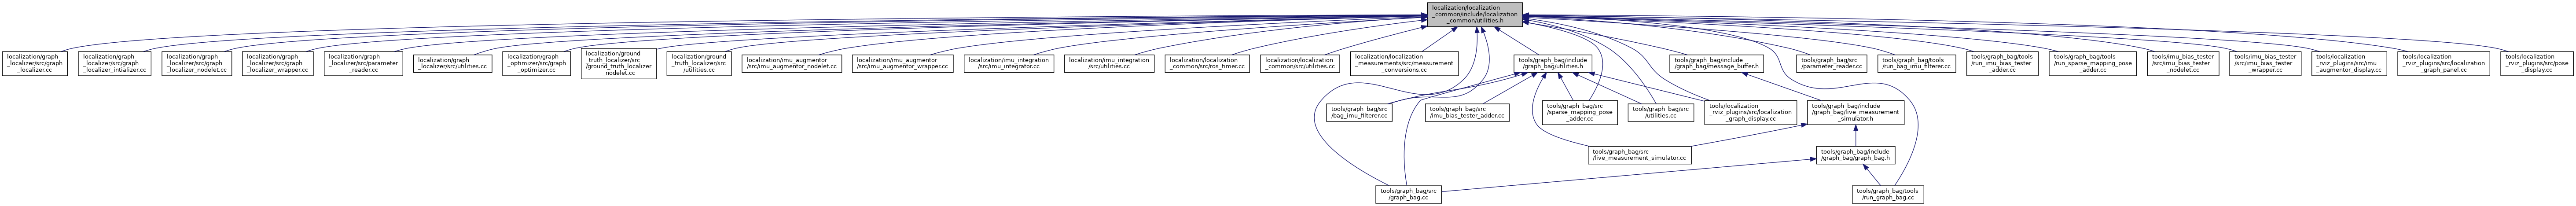 localization/localization
_common/include/localization
_common/utilities.h
localization/graph
_localizer/src/graph
_localizer.cc
localization/graph
_localizer/src/graph
_localizer_intializer.cc
localization/graph
_localizer/src/graph
_localizer_nodelet.cc
localization/graph
_localizer/src/graph
_localizer_wrapper.cc
localization/graph
_localizer/src/parameter
_reader.cc
localization/graph
_localizer/src/utilities.cc
localization/graph
_optimizer/src/graph
_optimizer.cc
localization/ground
_truth_localizer/src
/ground_truth_localizer
_nodelet.cc
localization/ground
_truth_localizer/src
/utilities.cc
localization/imu_augmentor
/src/imu_augmentor_nodelet.cc
localization/imu_augmentor
/src/imu_augmentor_wrapper.cc
localization/imu_integration
/src/imu_integrator.cc
localization/imu_integration
/src/utilities.cc
localization/localization
_common/src/ros_timer.cc
localization/localization
_common/src/utilities.cc
localization/localization
_measurements/src/measurement
_conversions.cc
tools/graph_bag/include
/graph_bag/utilities.h
tools/graph_bag/include
/graph_bag/message_buffer.h
tools/graph_bag/src
/parameter_reader.cc
tools/graph_bag/tools
/run_bag_imu_filterer.cc
tools/graph_bag/tools
/run_imu_bias_tester
_adder.cc
tools/graph_bag/tools
/run_sparse_mapping_pose
_adder.cc
tools/imu_bias_tester
/src/imu_bias_tester
_nodelet.cc
tools/imu_bias_tester
/src/imu_bias_tester
_wrapper.cc
tools/localization
_rviz_plugins/src/imu
_augmentor_display.cc
tools/localization
_rviz_plugins/src/localization
_graph_panel.cc
tools/localization
_rviz_plugins/src/pose
_display.cc
tools/graph_bag/src
/bag_imu_filterer.cc
tools/graph_bag/src
/imu_bias_tester_adder.cc
tools/graph_bag/src
/sparse_mapping_pose
_adder.cc
tools/graph_bag/src
/utilities.cc
tools/localization
_rviz_plugins/src/localization
_graph_display.cc
tools/graph_bag/include
/graph_bag/live_measurement
_simulator.h
tools/graph_bag/src
/live_measurement_simulator.cc
tools/graph_bag/include
/graph_bag/graph_bag.h
tools/graph_bag/src
/graph_bag.cc
tools/graph_bag/tools
/run_graph_bag.cc